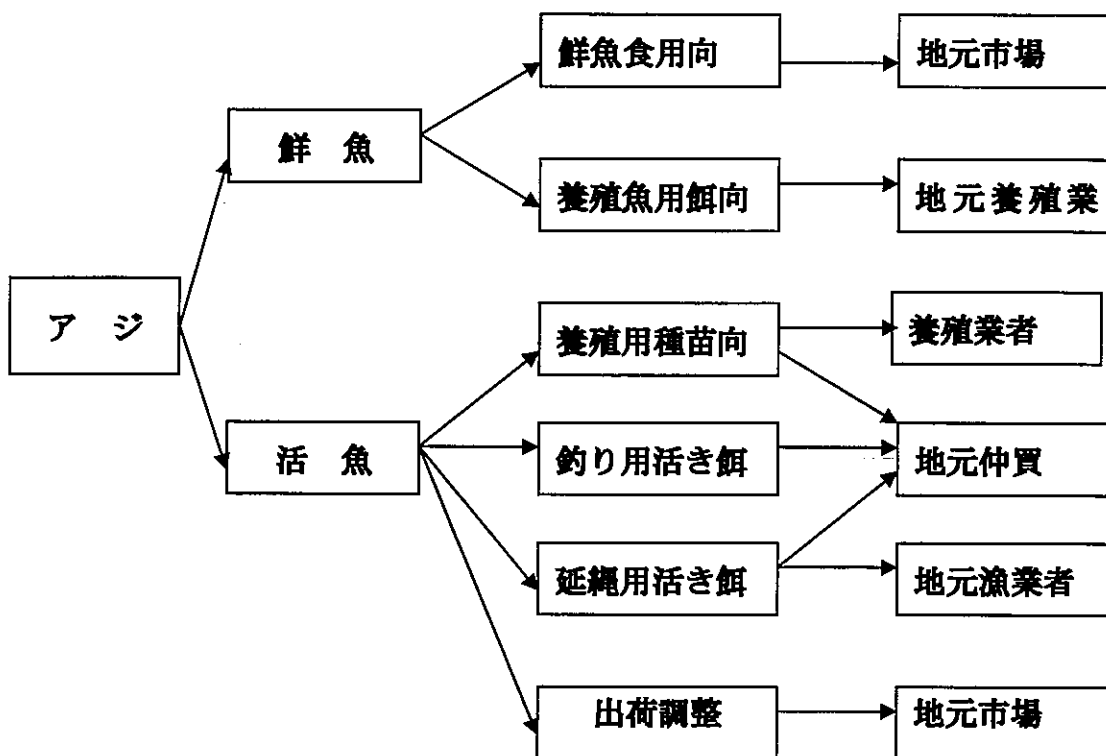 鮮魚食用向
地元市場
鮮　魚
養殖魚用餌向
地元養殖業
ア　ジ
養殖用種苗向
養殖業者
活　魚
釣り用活き餌
地元仲買
延縄用活き餌
地元漁業者
出荷調整
地元市場